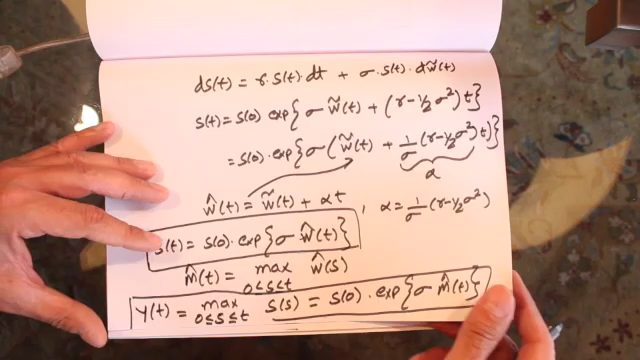 dS(t) = r·S(t)·dt + σ·S(t)·dW̃(t)
S(t) = S(0) exp{σ W̃(t) + (r-½σ²)t}
= S(0)·exp{σ(W̃(t) + 1/σ (r-½σ²)t)}
α
Ŵ(t) = W̃(t) + αt , α = 1/σ (r-½σ²)
S(t) = S(0)·exp{σ Ŵ(t)}
M̂(t) = max 0≤s≤t Ŵ(s)
Y(t) = max 0≤s≤t S(s) = S(0)·exp{σ M̂(t)}